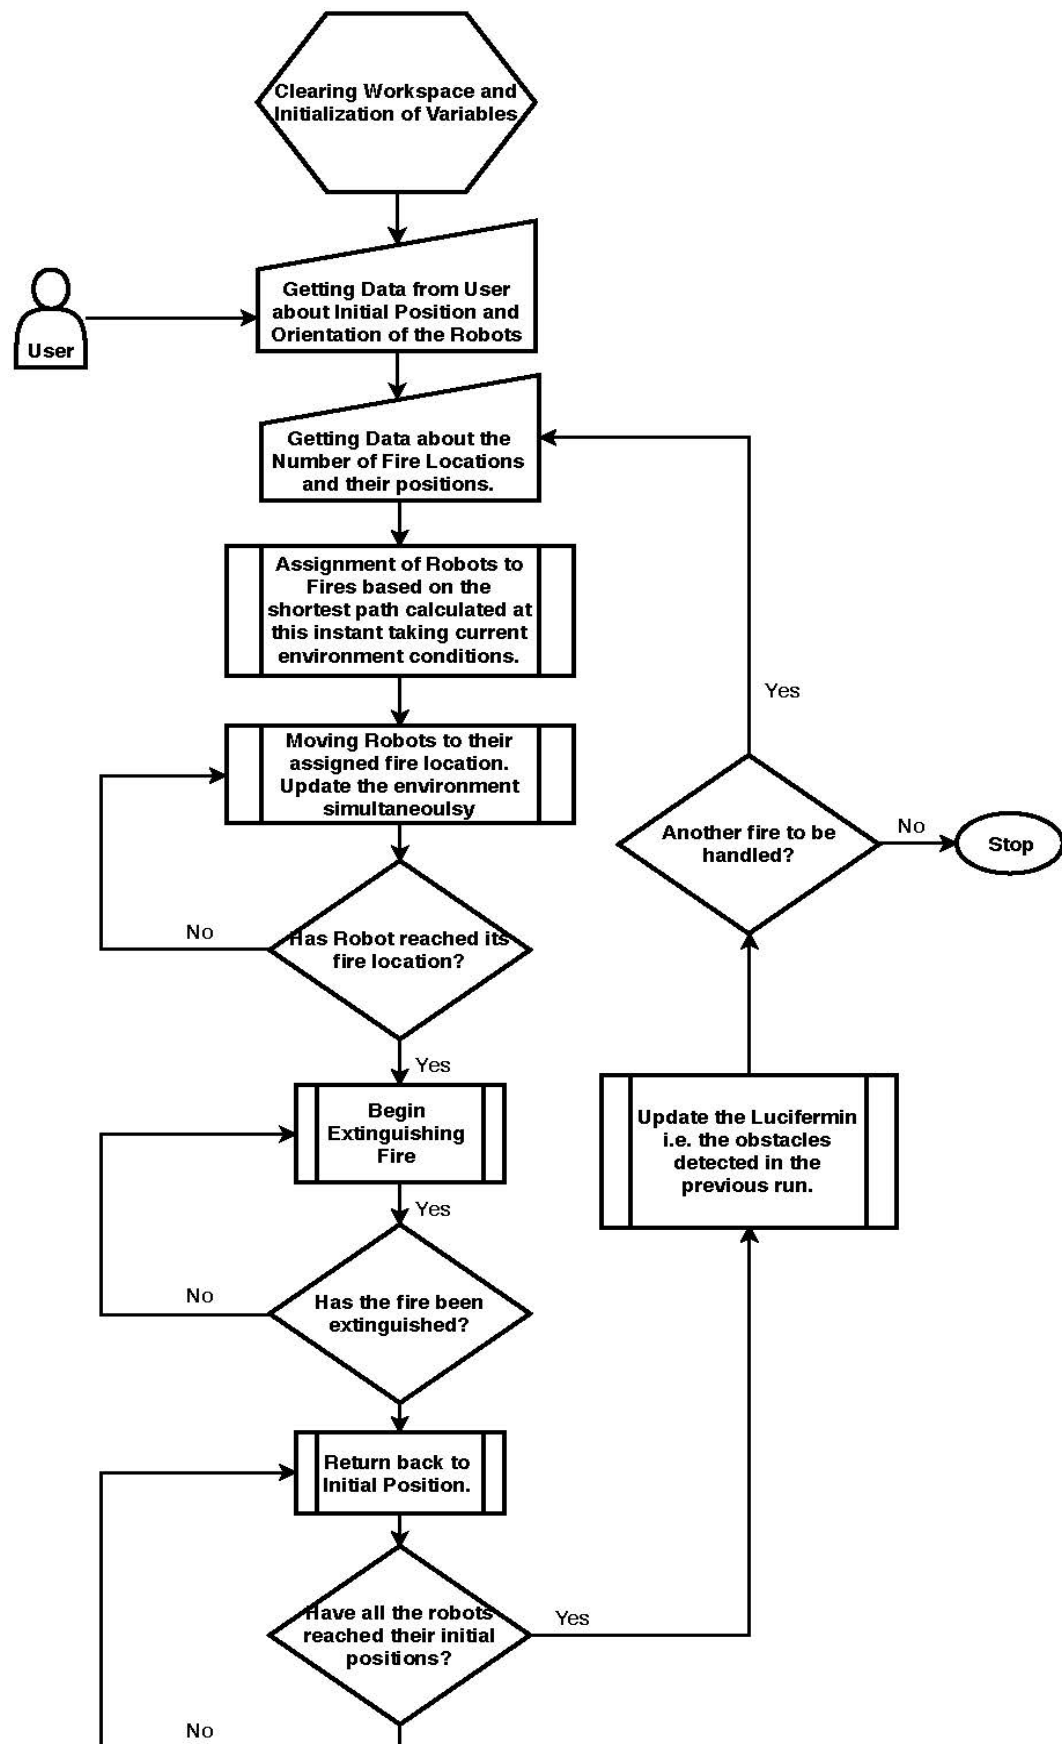 Clearing Workspace and
Initialization of Variables
Getting Data from User
about Initial Position and
Orientation of the Robots
User
Getting Data about the
Number of Fire Locations
and their positions.
Assignment of Robots to
Fires based on the
shortest path calculated at
this instant taking current
environment conditions.
Yes
Moving Robots to their
assigned fire location.
Update the environment
simultaneoulsy
Another fire to be
handled?
No
Stop
No
Has Robot reached its
fire location?
Yes
Begin
Extinguishing
Fire
Update the Lucifermin
i.e. the obstacles
detected in the
previous run.
Yes
No
Has the fire been
extinguished?
Return back to
Initial Position.
Have all the robots
reached their initial
positions?
Yes
No